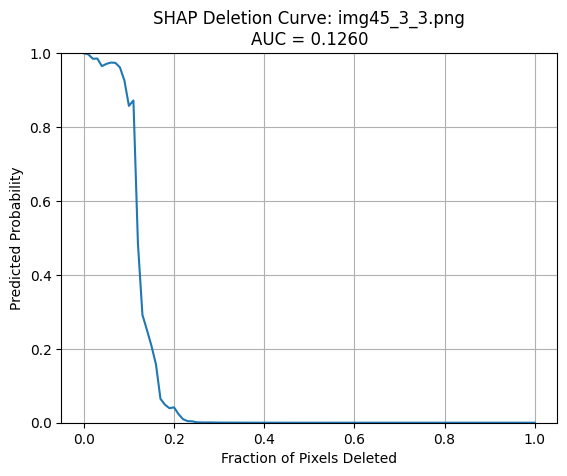 SHAP Deletion Curve: img45_3_3.png
AUC = 0.1260
1.0
0.8
0.6
0.4
0.2
0.0
Predicted Probability
0.0 0.2 0.4 0.6 0.8 1.0
Fraction of Pixels Deleted